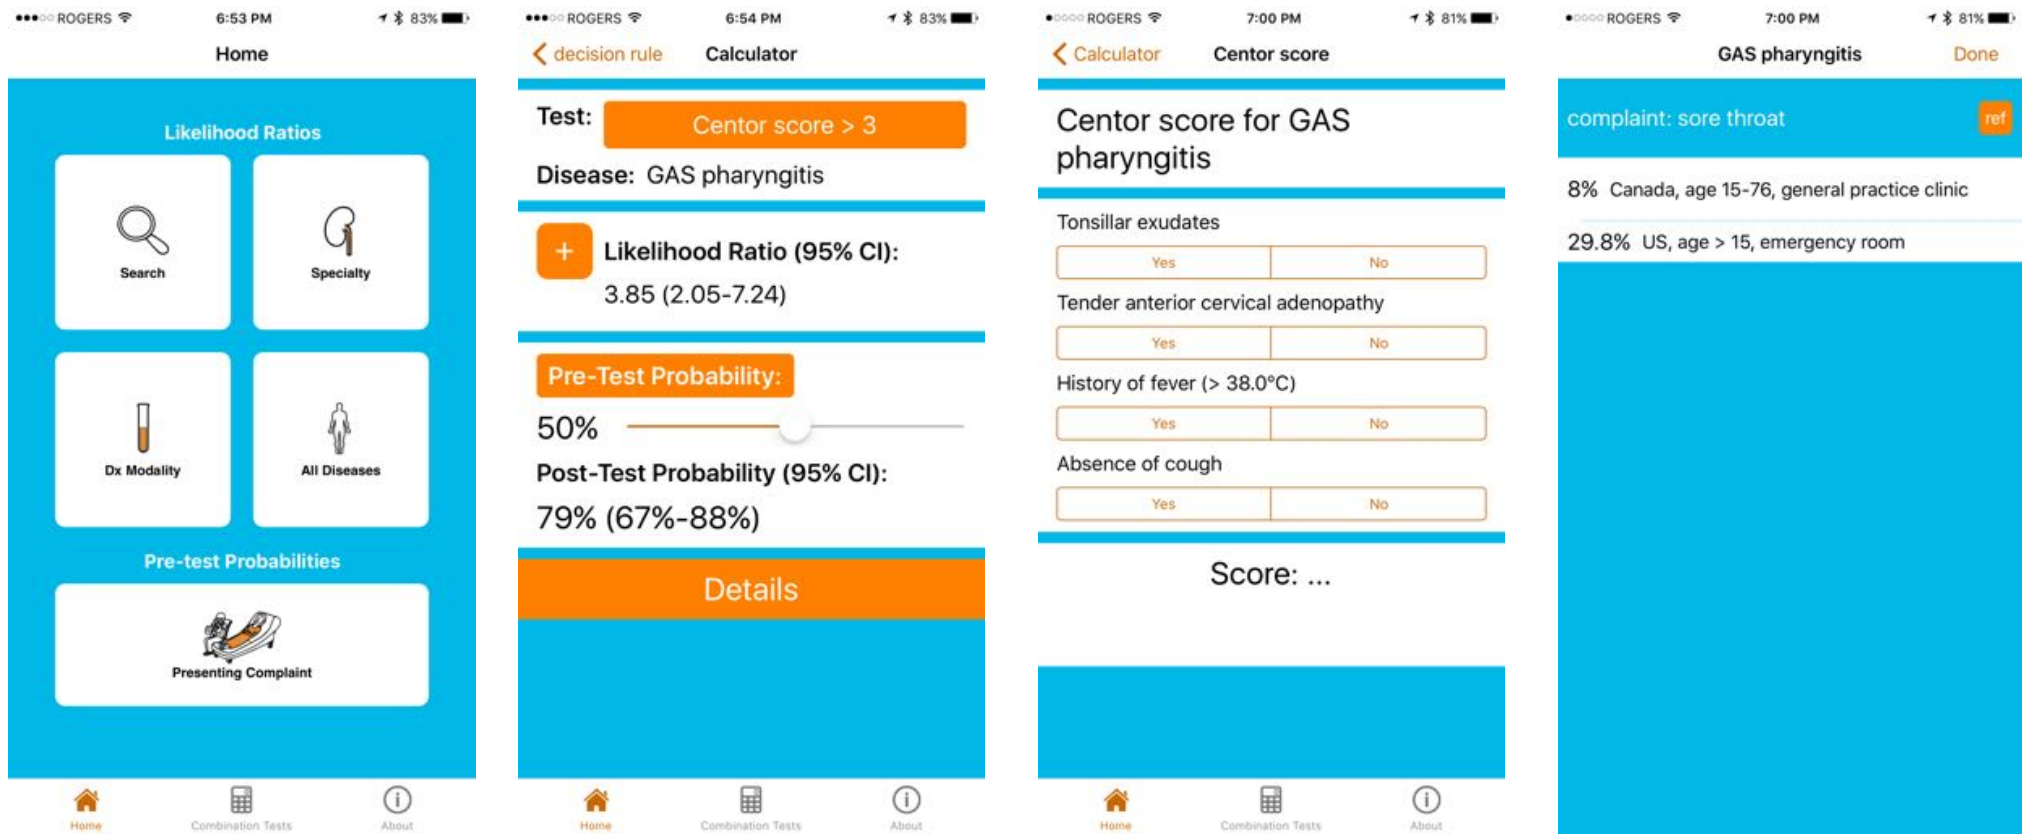 ROGERS 6:53 PM 83%
Home
Likelihood Ratios
Search
Specialty
Dx Modality
All Diseases
Pre-test Probabilities
Presenting Complaint
Home
Combination Tests
About
ROGERS 6:54 PM 83%
decision rule Calculator
Test: Centor score > 3
Disease: GAS pharyngitis
+ Likelihood Ratio (95% CI):
3.85 (2.05-7.24)
Pre-Test Probability:
50%
Post-Test Probability (95% CI):
79% (67%-88%)
Details
Home
Combination Tests
About
ROGERS 7:00 PM 81%
Calculator Centor score
Centor score for GAS
pharyngitis
Tonsillar exudates
Yes No
Tender anterior cervical adenopathy
Yes No
History of fever (> 38.0°C)
Yes No
Absence of cough
Yes No
Score: ...
Home
Combination Tests
About
ROGERS 7:00 PM 81%
GAS pharyngitis Done
complaint: sore throat ref
8% Canada, age 15-76, general practice clinic
29.8% US, age > 15, emergency room